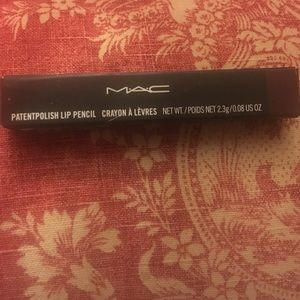 MAC
PATENTPOLISH LIP PENCIL CRAYON À LÈVRES NET WT./POIDS NET 2.3g/0.08 US OZ